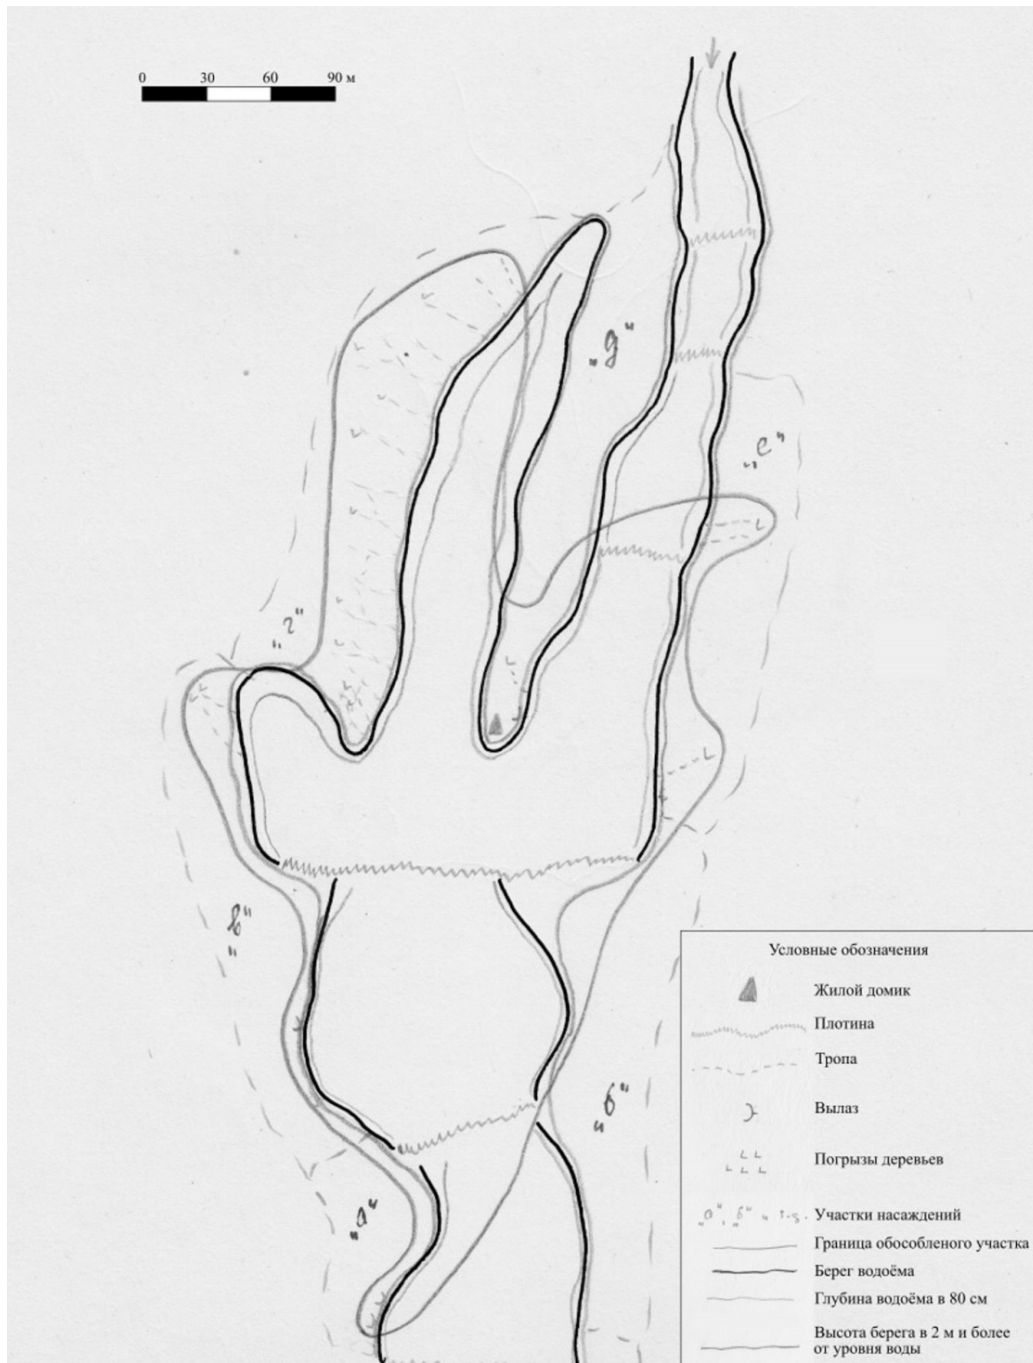 0 30 60 90 м
„д"
„е"
„г"
„в"
„б"
„а"
Условные обозначения
Жилой домик
Плотина
Тропа
Вылаз
Погрызы деревьев
„а", „б" и т.д. Участки насаждений
Граница обособленого участка
Берег водоёма
Глубина водоёма в 80 см
Высота берега в 2 м и более
от уровня воды